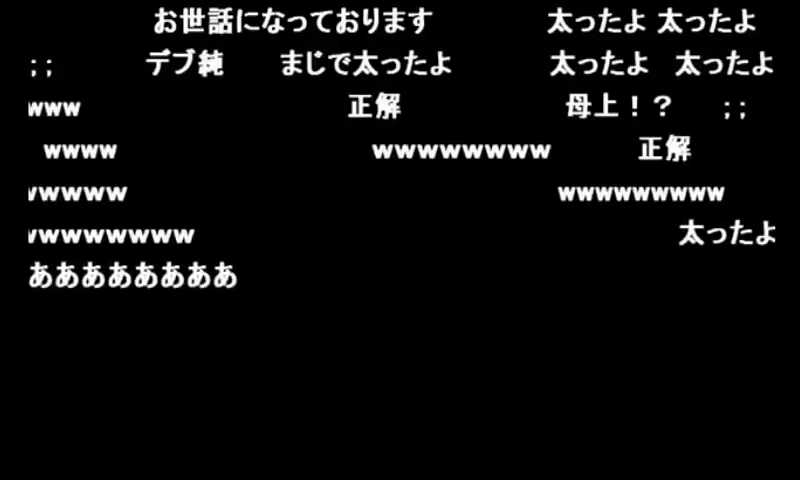 お世話になっております 太ったよ 太ったよ
;; デブ純 まじで太ったよ 太ったよ 太ったよ
www 正解 母上！？ ;;
wwww wwwwwwww 正解
wwwww wwwwwwwww
wwwwwwww 太ったよ
ああああああああ